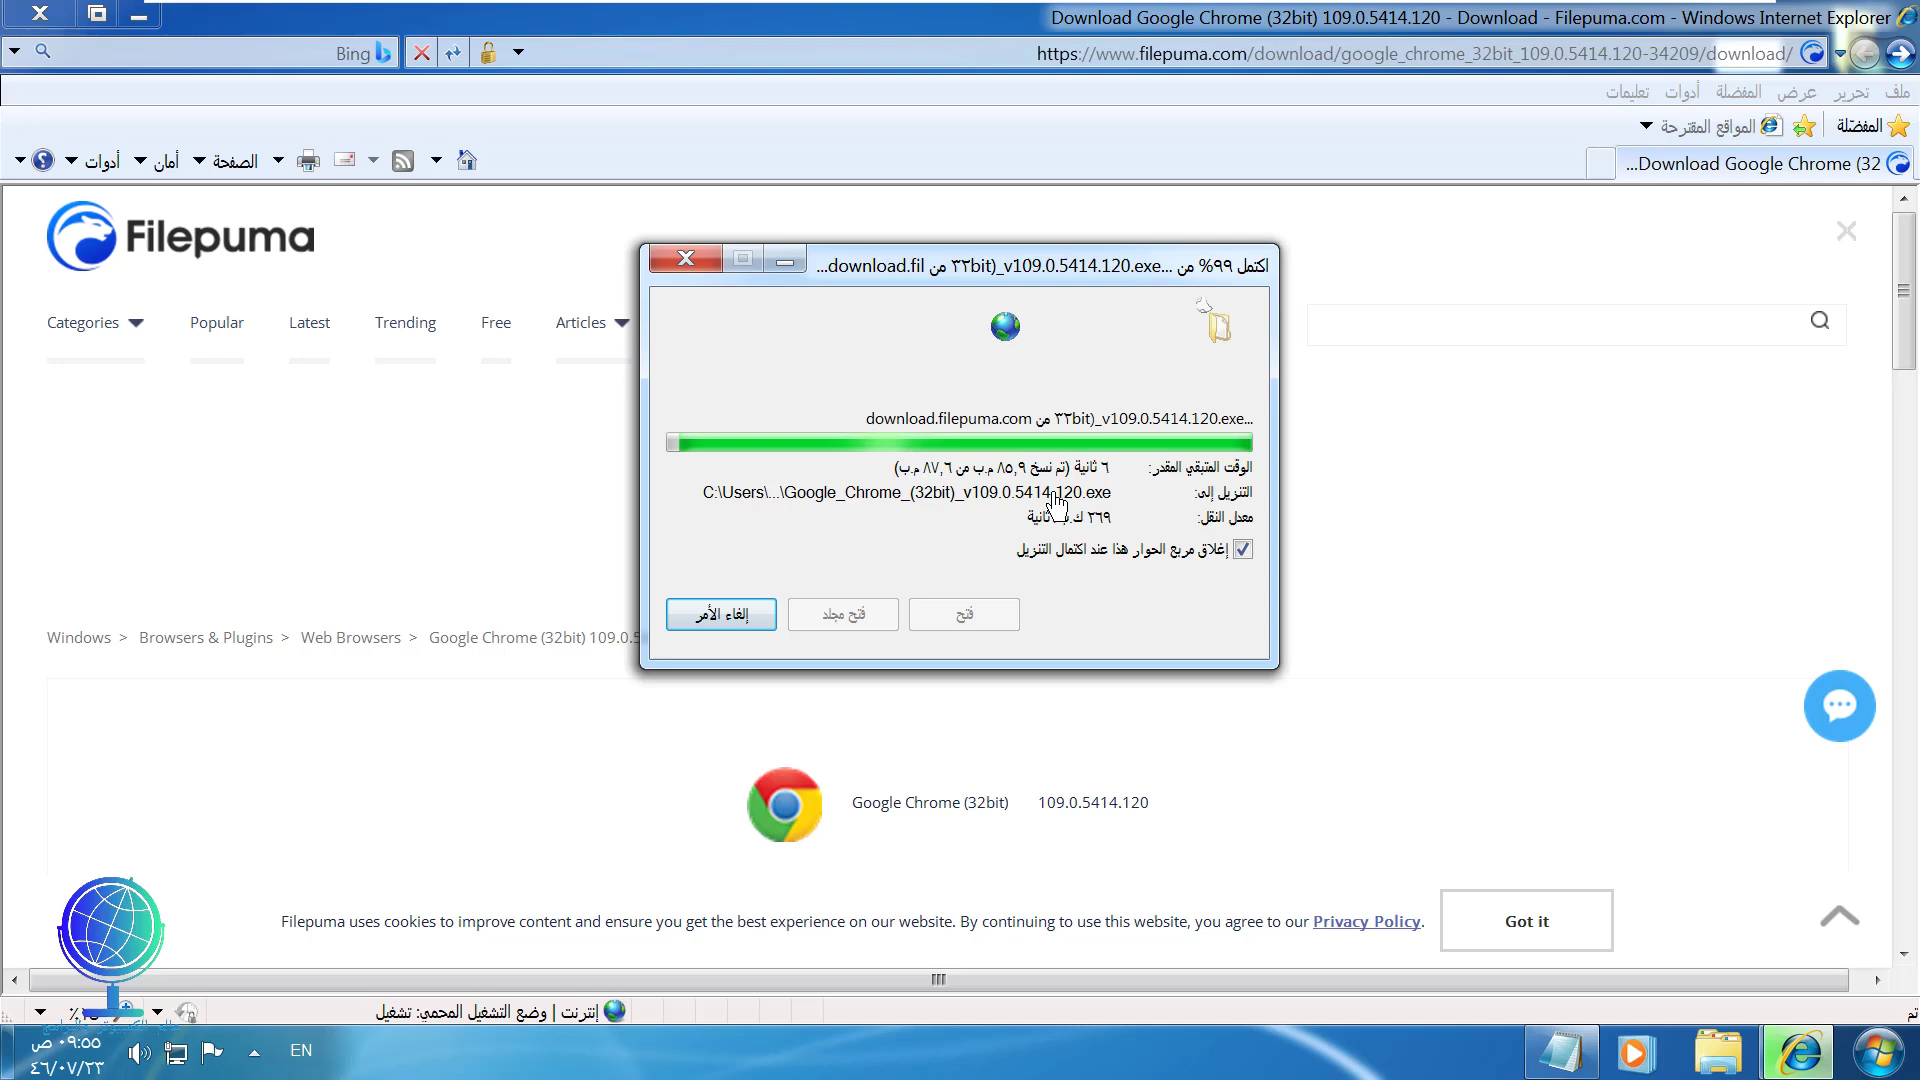 Download Google Chrome (32bit) 109.0.5414.120 - Download - Filepuma.com - Windows Internet Explorer
https://www.filepuma.com/download/google_chrome_32bit_109.0.5414.120-34209/download/
Bing
ملف تحرير عرض المفضلة أدوات تعليمات
المفضّلة المواقع المقترحة
Download Google Chrome (32...
الصفحة أمان أدوات
Filepuma
Categories Popular Latest Trending Free Articles
اكتمل ٩٩% من ...٣٢bit)_v109.0.5414.120.exe من download.fil...
...٣٢bit)_v109.0.5414.120.exe من download.filepuma.com
الوقت المتبقي المقدر: ٦ ثانية (تم نسخ ٨٥,٩ م.ب من ٨٧,٦ م.ب)
التنزيل إلى: C:\Users\...\Google_Chrome_(32bit)_v109.0.5414.120.exe
معدل النقل: ٢٦٩ ك.ب ثانية
إغلاق مربع الحوار هذا عند اكتمال التنزيل
فتح فتح مجلد إلغاء الأمر
Windows > Browsers & Plugins > Web Browsers > Google Chrome (32bit) 109.0.5
Google Chrome (32bit) 109.0.5414.120
Filepuma uses cookies to improve content and ensure you get the best experience on our website. By continuing to use this website, you agree to our Privacy Policy.
Got it
تم
إنترنت | وضع التشغيل المحمي: تشغيل
EN
٠٩:٥٥ ص
٤٦/٠٧/٢٣